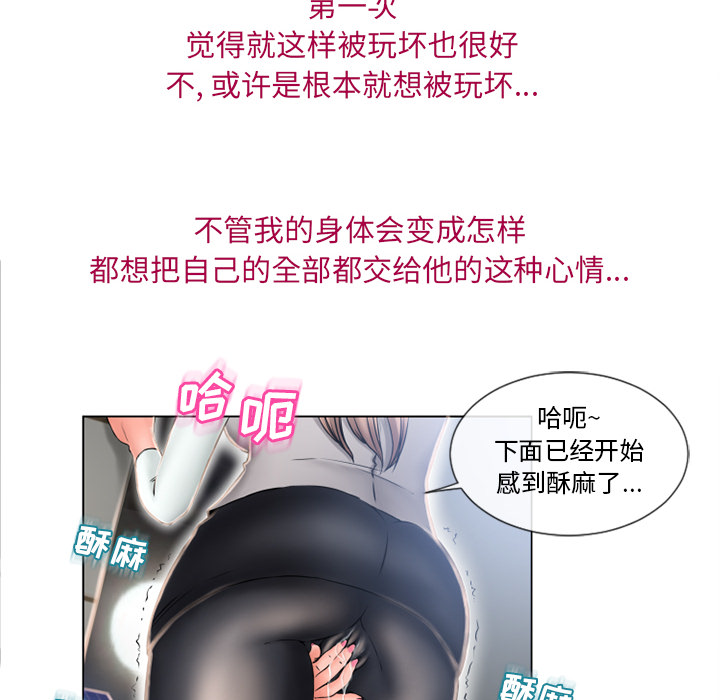 第一次
觉得就这样被玩坏也很好
不, 或许是根本就想被玩坏...
不管我的身体会变成怎样
都想把自己的全部都交给他的这种心情...
哈呃
哈呃~
下面已经开始
感到酥麻了...
酥麻
酥麻